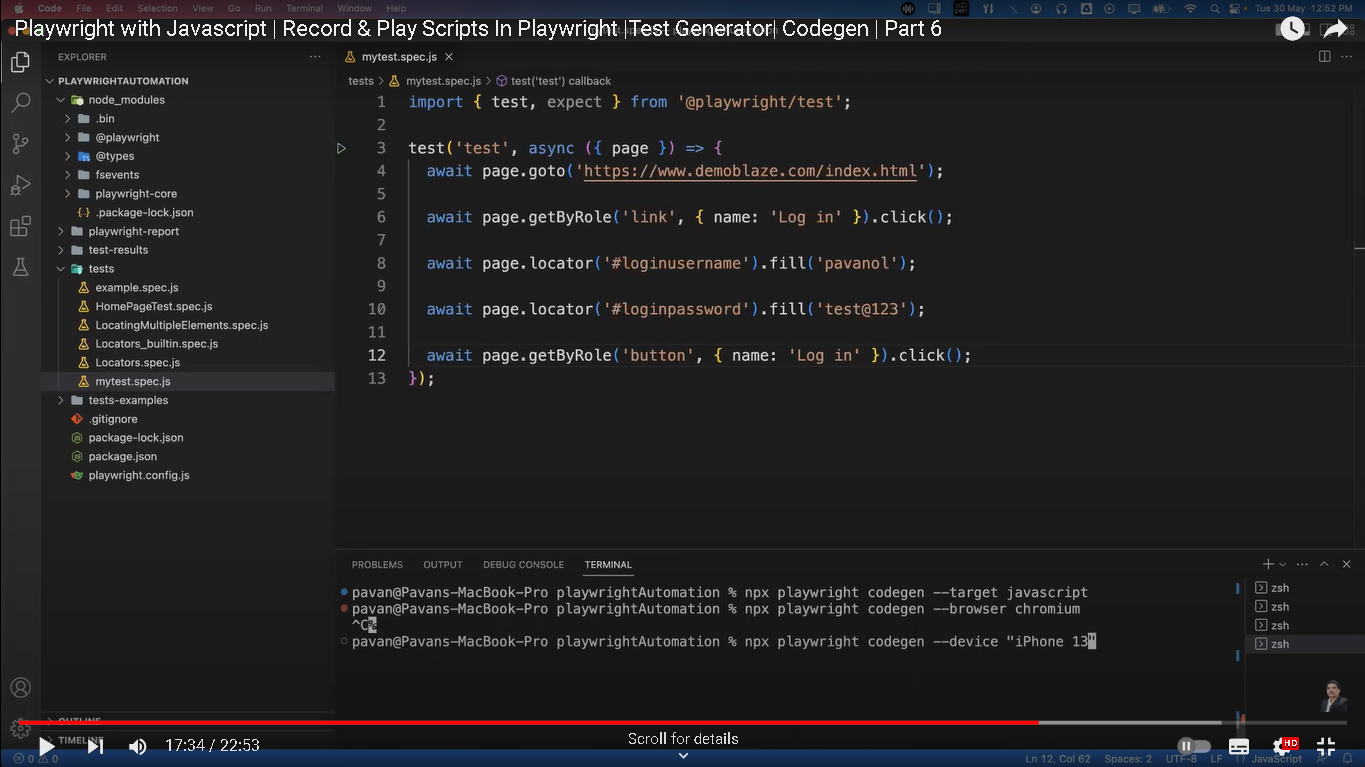 Code File Edit Selection View Go Run Terminal Window Help
Tue 30 May 12:52 PM
Playwright with Javascript | Record & Play Scripts In Playwright |Test Generator| Codegen | Part 6
EXPLORER
PLAYWRIGHTAUTOMATION
node_modules
.bin
@playwright
@types
fsevents
playwright-core
.package-lock.json
playwright-report
test-results
tests
example.spec.js
HomePageTest.spec.js
LocatingMultipleElements.spec.js
Locators_builtin.spec.js
Locators.spec.js
mytest.spec.js
tests-examples
.gitignore
package-lock.json
package.json
playwright.config.js
OUTLINE
TIMELINE
mytest.spec.js
tests > mytest.spec.js > test('test') callback
1 import { test, expect } from '@playwright/test';
2
3 test('test', async ({ page }) => {
4 await page.goto('https://www.demoblaze.com/index.html');
5
6 await page.getByRole('link', { name: 'Log in' }).click();
7
8 await page.locator('#loginusername').fill('pavanol');
9
10 await page.locator('#loginpassword').fill('test@123');
11
12 await page.getByRole('button', { name: 'Log in' }).click();
13 });
PROBLEMS OUTPUT DEBUG CONSOLE TERMINAL
pavan@Pavans-MacBook-Pro playwrightAutomation % npx playwright codegen --target javascript
pavan@Pavans-MacBook-Pro playwrightAutomation % npx playwright codegen --browser chromium
^C%
pavan@Pavans-MacBook-Pro playwrightAutomation % npx playwright codegen --device "iPhone 13"
zsh
zsh
zsh
zsh
17:34 / 22:53
Scroll for details
HD
0 0
Ln 12, Col 62 Spaces: 2 UTF-8 LF JavaScript